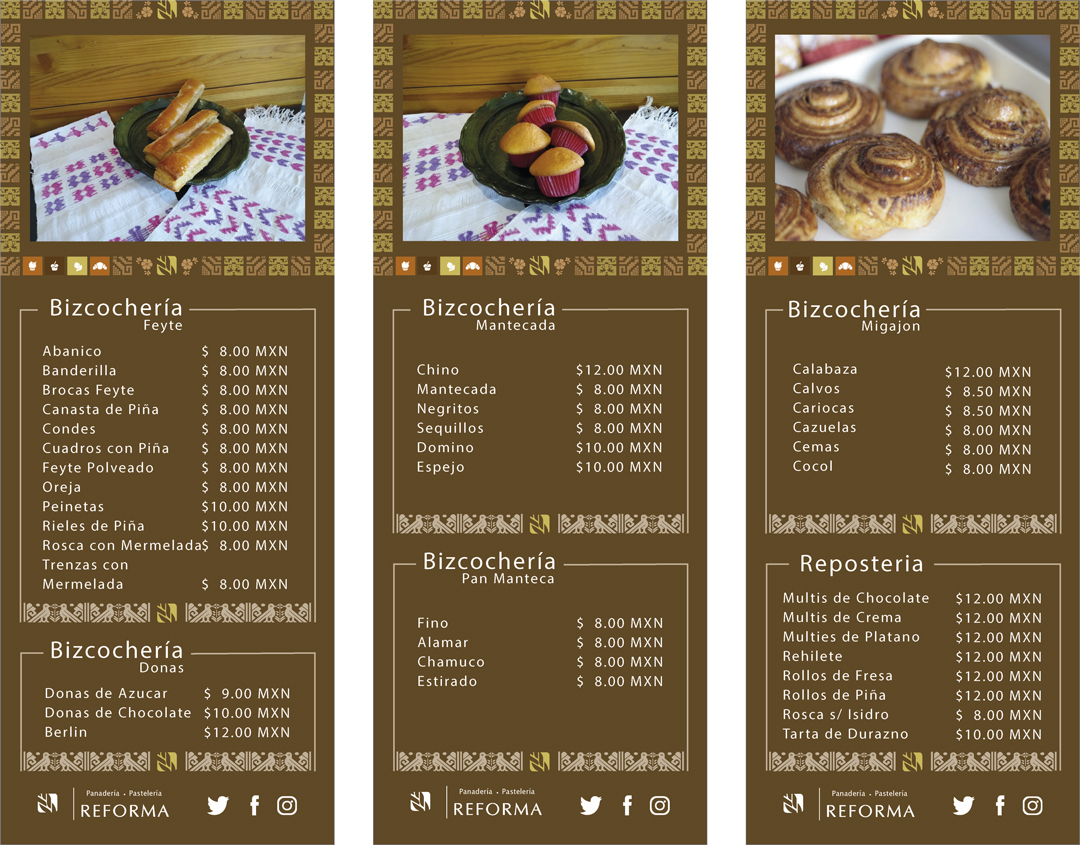 Bizcochería
Feyte
Abanico $ 8.00 MXN
Banderilla $ 8.00 MXN
Brocas Feyte $ 8.00 MXN
Canasta de Piña $ 8.00 MXN
Condes $ 8.00 MXN
Cuadros con Piña $ 8.00 MXN
Feyte Polveado $ 8.00 MXN
Oreja $ 8.00 MXN
Peinetas $10.00 MXN
Rieles de Piña $10.00 MXN
Rosca con Mermelada$ 8.00 MXN
Trenzas con
Mermelada $ 8.00 MXN
Bizcochería
Donas
Donas de Azucar $ 9.00 MXN
Donas de Chocolate $10.00 MXN
Berlin $12.00 MXN
Panadería • Pastelería
REFORMA
Bizcochería
Mantecada
Chino $12.00 MXN
Mantecada $ 8.00 MXN
Negritos $ 8.00 MXN
Sequillos $ 8.00 MXN
Domino $10.00 MXN
Espejo $10.00 MXN
Bizcochería
Pan Manteca
Fino $ 8.00 MXN
Alamar $ 8.00 MXN
Chamuco $ 8.00 MXN
Estirado $ 8.00 MXN
Panadería • Pastelería
REFORMA
Bizcochería
Migajon
Calabaza $12.00 MXN
Calvos $ 8.50 MXN
Cariocas $ 8.50 MXN
Cazuelas $ 8.00 MXN
Cemas $ 8.00 MXN
Cocol $ 8.00 MXN
Reposteria
Multis de Chocolate $12.00 MXN
Multis de Crema $12.00 MXN
Multies de Platano $12.00 MXN
Rehilete $12.00 MXN
Rollos de Fresa $12.00 MXN
Rollos de Piña $12.00 MXN
Rosca s/ Isidro $ 8.00 MXN
Tarta de Durazno $10.00 MXN
Panadería • Pastelería
REFORMA